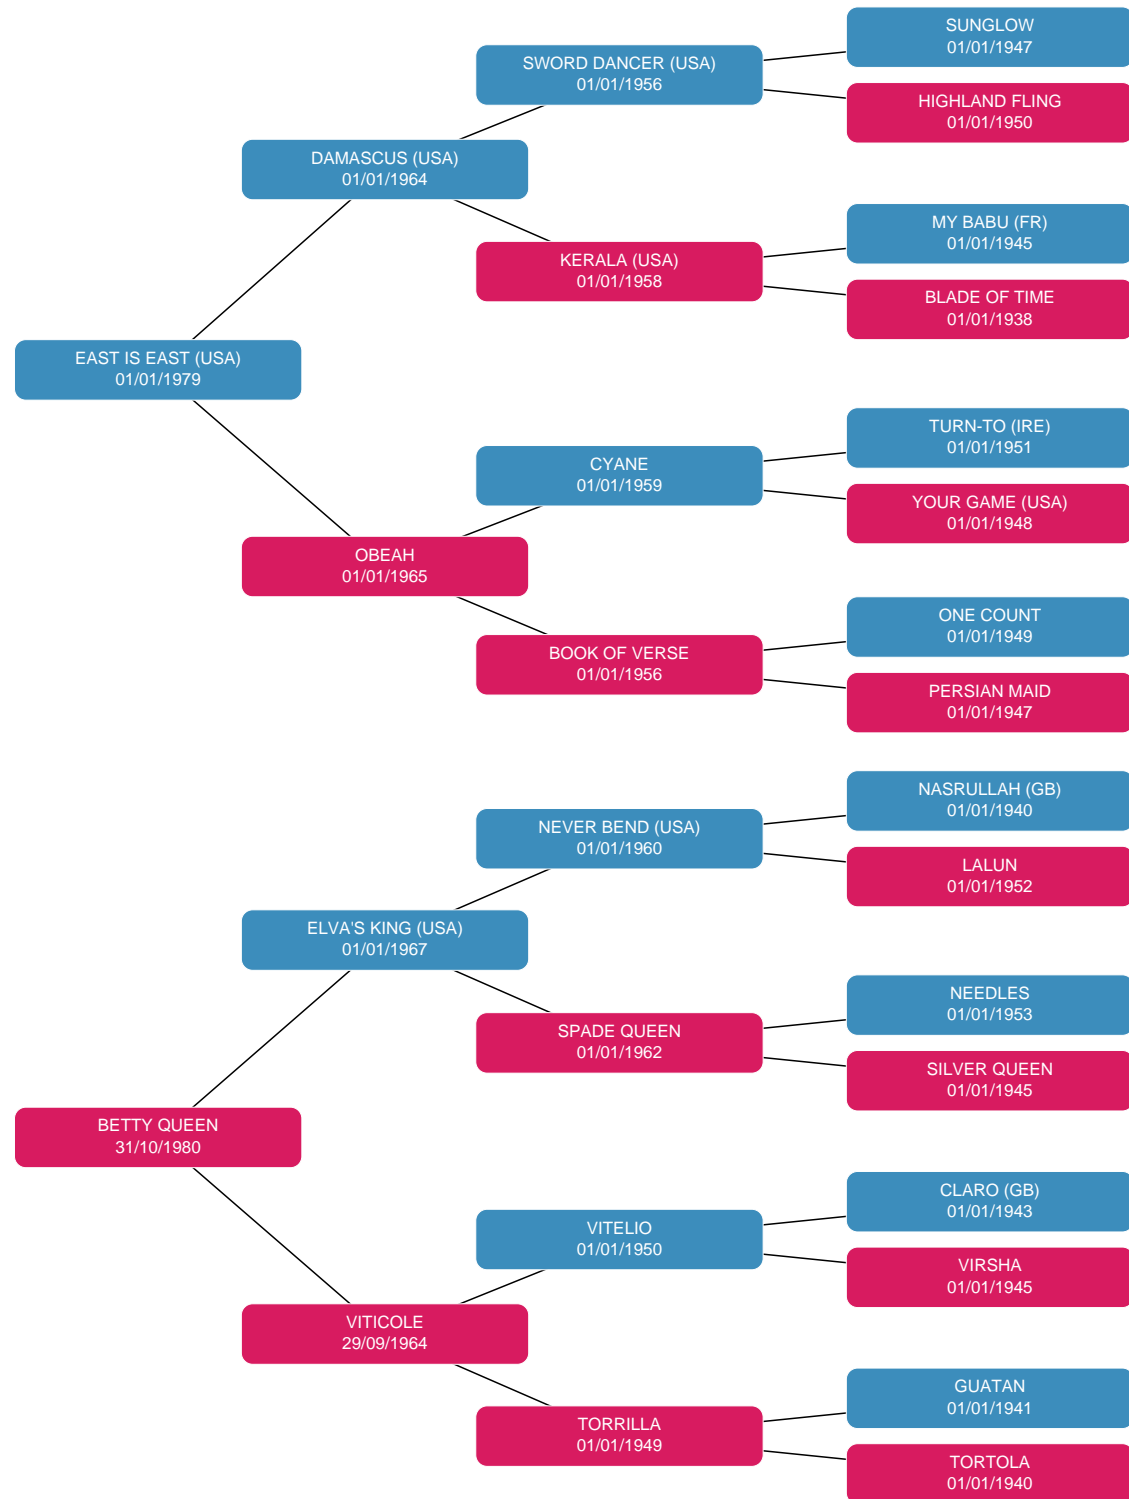 SUNGLOW
01/01/1947
SWORD DANCER (USA)
01/01/1956
HIGHLAND FLING
01/01/1950
DAMASCUS (USA)
01/01/1964
MY BABU (FR)
01/01/1945
KERALA (USA)
01/01/1958
BLADE OF TIME
01/01/1938
EAST IS EAST (USA)
01/01/1979
TURN-TO (IRE)
01/01/1951
CYANE
01/01/1959
YOUR GAME (USA)
01/01/1948
OBEAH
01/01/1965
ONE COUNT
01/01/1949
BOOK OF VERSE
01/01/1956
PERSIAN MAID
01/01/1947
NASRULLAH (GB)
01/01/1940
NEVER BEND (USA)
01/01/1960
LALUN
01/01/1952
ELVA'S KING (USA)
01/01/1967
NEEDLES
01/01/1953
SPADE QUEEN
01/01/1962
SILVER QUEEN
01/01/1945
BETTY QUEEN
31/10/1980
CLARO (GB)
01/01/1943
VITELIO
01/01/1950
VIRSHA
01/01/1945
VITICOLE
29/09/1964
GUATAN
01/01/1941
TORRILLA
01/01/1949
TORTOLA
01/01/1940